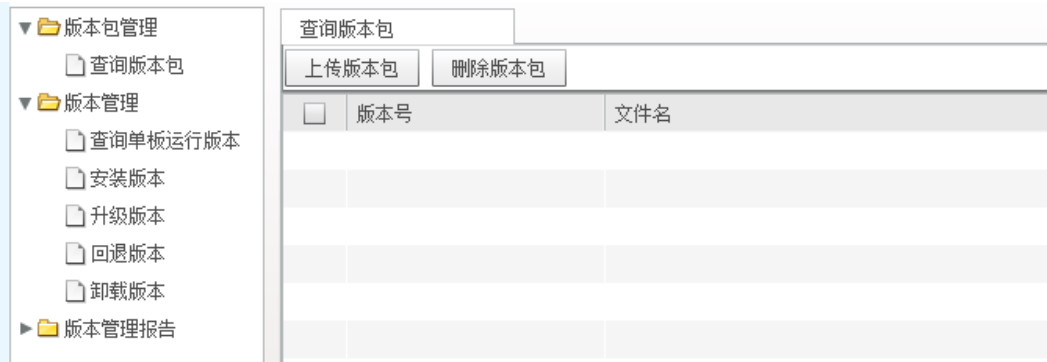 版本包管理
查询版本包
版本管理
查询单板运行版本
安装版本
升级版本
回退版本
卸载版本
版本管理报告
查询版本包
上传版本包 删除版本包
版本号 文件名